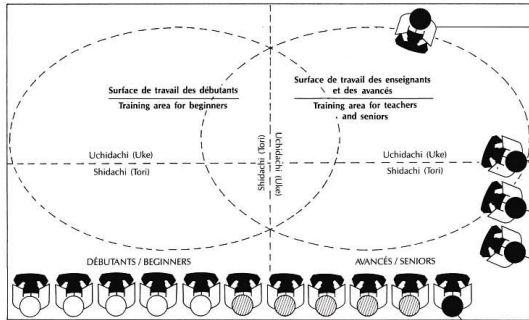 Surface de travail des débutants
Training area for beginners
Surface de travail des enseignants
et des avancés
Training area for teachers
and seniors
Uchidachi (Uke)
Shidachi (Tori)
Shidachi (Tori)
Uchidachi (Uke)
Uchidachi (Uke)
Shidachi (Tori)
DÉBUTANTS / BEGINNERS
AVANCÉS / SENIORS